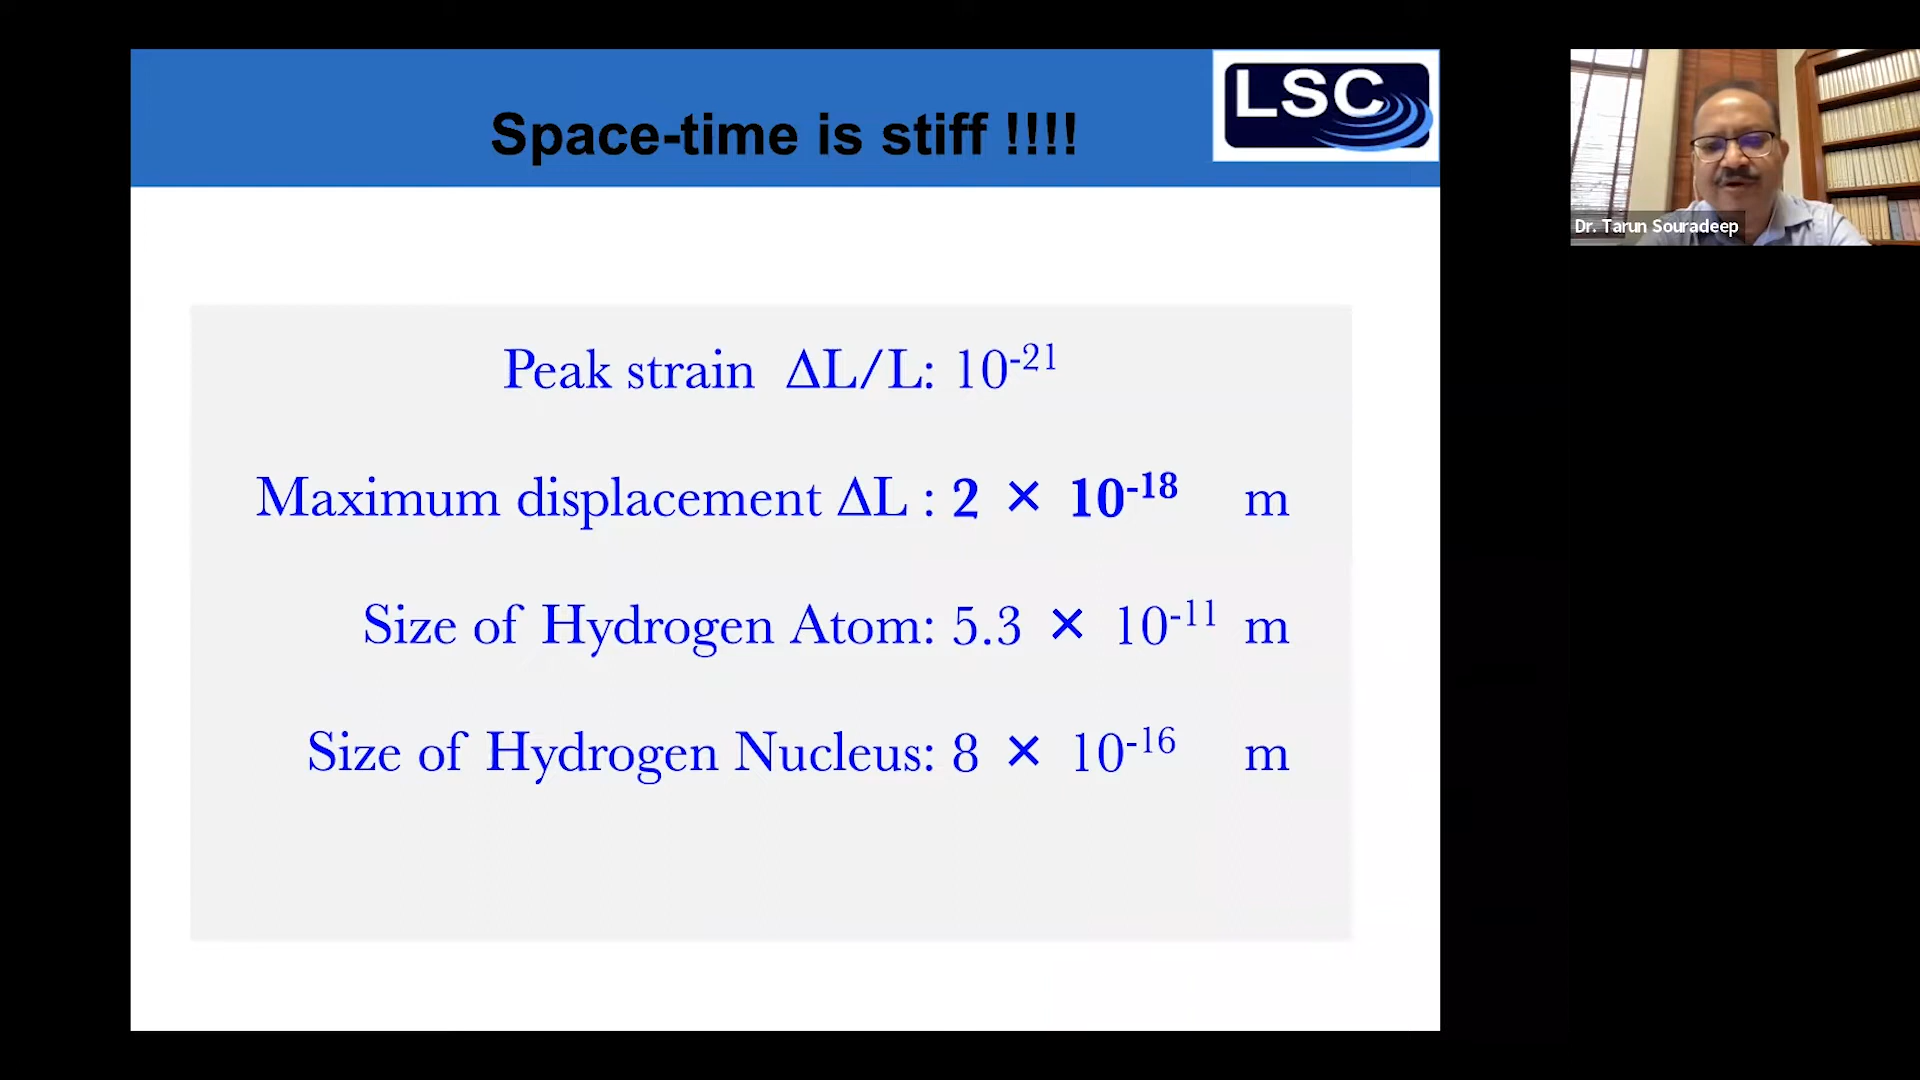 Space-time is stiff !!!!
LSC
Dr. Tarun Souradeep
Peak strain ΔL/L: 10⁻²¹
Maximum displacement ΔL : 2 × 10⁻¹⁸ m
Size of Hydrogen Atom: 5.3 × 10⁻¹¹ m
Size of Hydrogen Nucleus: 8 × 10⁻¹⁶ m